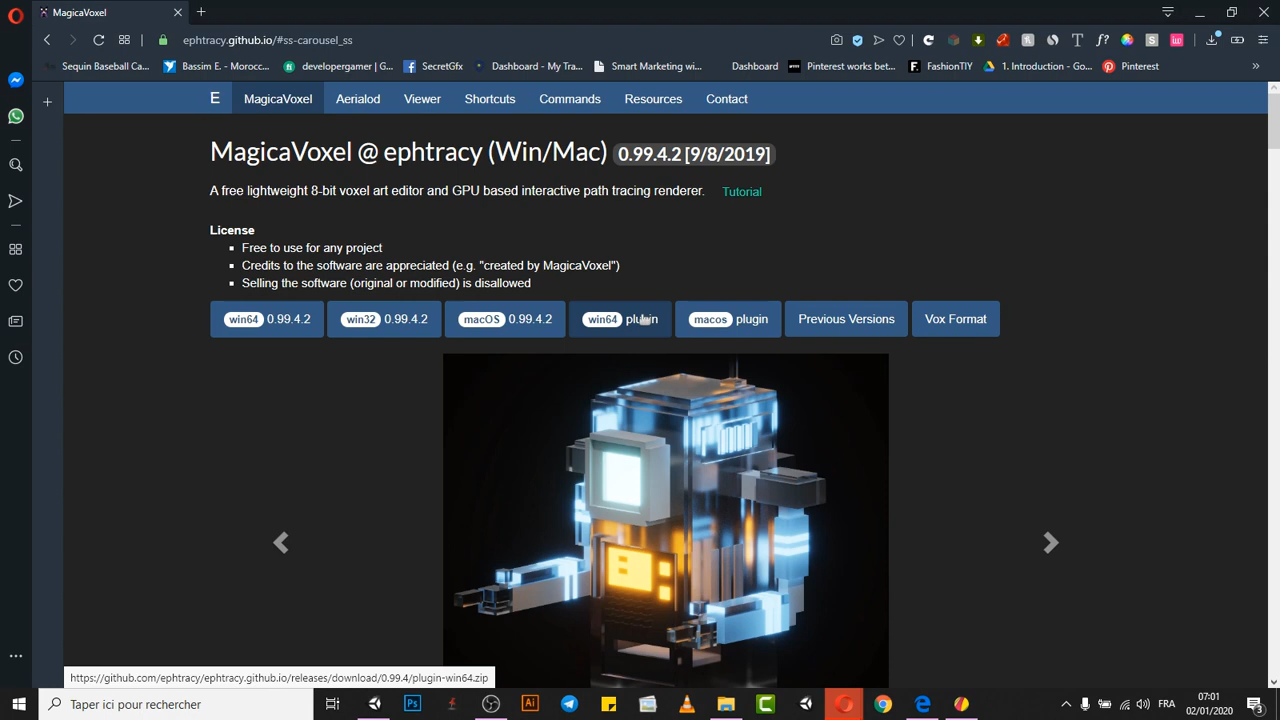 MagicaVoxel
ephtracy.github.io/#ss-carousel_ss
Sequin Baseball Ca...
Bassim E. - Moroc...
developergamer | G...
SecretGfx
Dashboard - My Tra...
Smart Marketing wi...
Dashboard
Pinterest works bet...
FashionTIY
1. Introduction - Go...
Pinterest
E
MagicaVoxel
Aerialod
Viewer
Shortcuts
Commands
Resources
Contact
MagicaVoxel @ ephtracy (Win/Mac) 0.99.4.2 [9/8/2019]
A free lightweight 8-bit voxel art editor and GPU based interactive path tracing renderer. Tutorial
License
Free to use for any project
Credits to the software are appreciated (e.g. "created by MagicaVoxel")
Selling the software (original or modified) is disallowed
win64 0.99.4.2
win32 0.99.4.2
macOS 0.99.4.2
win64 plugin
macos plugin
Previous Versions
Vox Format
https://github.com/ephtracy/ephtracy.github.io/releases/download/0.99.4/plugin-win64.zip
Taper ici pour rechercher
Ps
Ai
FRA
07:01
02/01/2020
3